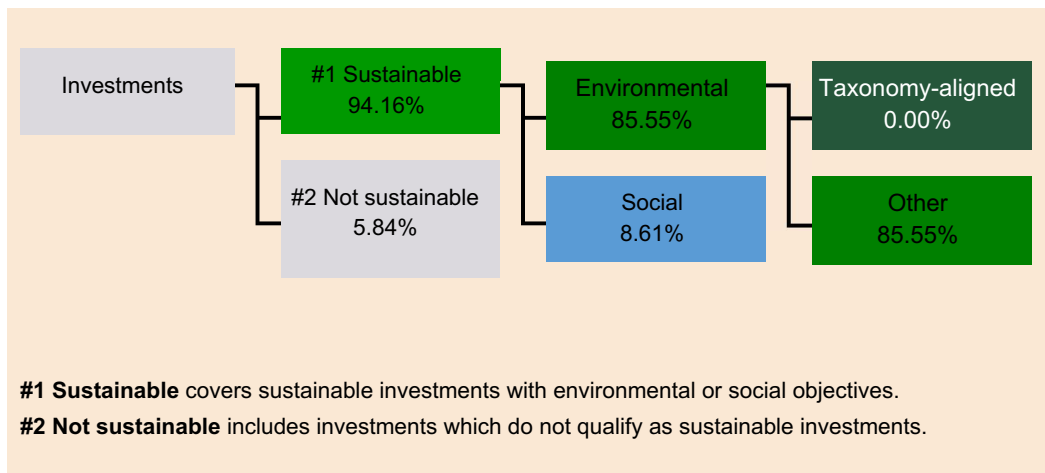 Investments
#1 Sustainable
94.16%
#2 Not sustainable
5.84%
Environmental
85.55%
Social
8.61%
Taxonomy-aligned
0.00%
Other
85.55%
#1 Sustainable covers sustainable investments with environmental or social objectives.
#2 Not sustainable includes investments which do not qualify as sustainable investments.